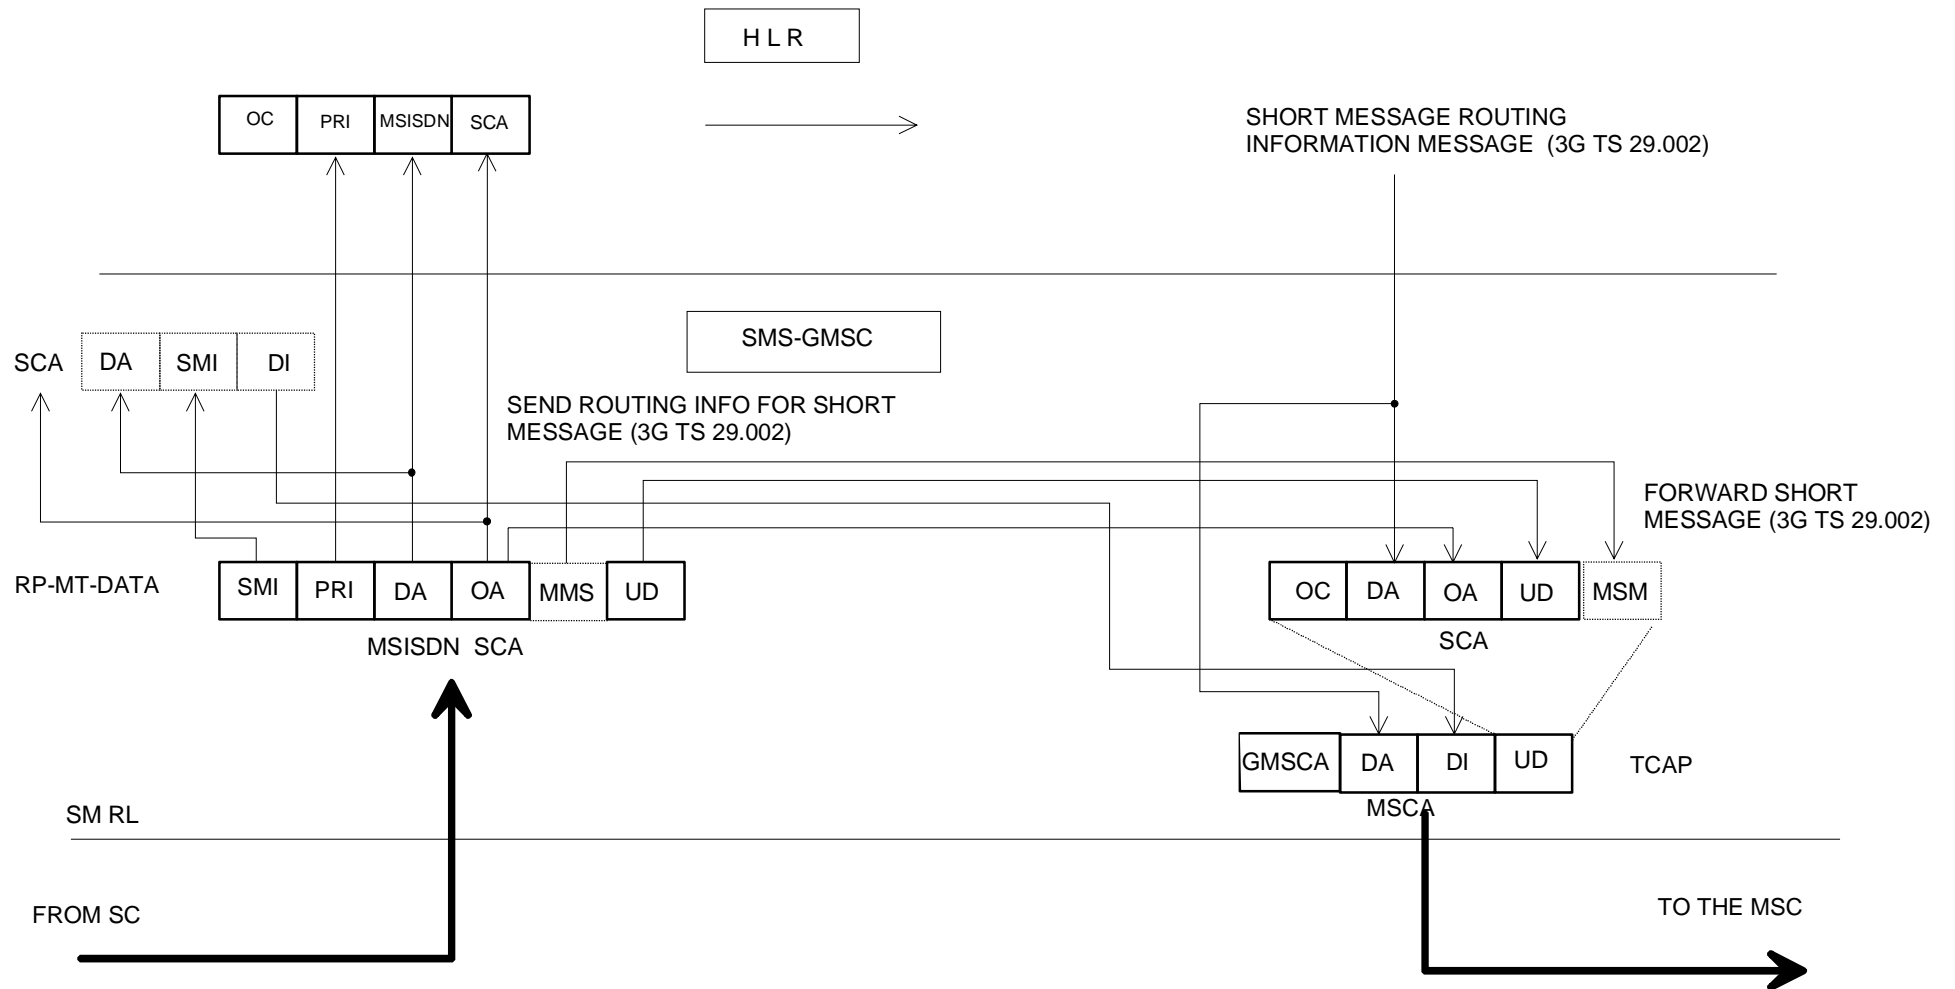 H L R
OC PRI MSISDN SCA
SHORT MESSAGE ROUTING
INFORMATION MESSAGE (3G TS 29.002)
SMS-GMSC
SCA DA SMI DI
SEND ROUTING INFO FOR SHORT
MESSAGE (3G TS 29.002)
FORWARD SHORT
MESSAGE (3G TS 29.002)
RP-MT-DATA SMI PRI DA OA MMS UD
OC DA OA UD MSM
MSISDN SCA
SCA
GMSCA DA DI UD TCAP
MSCA
SM RL
FROM SC
TO THE MSC